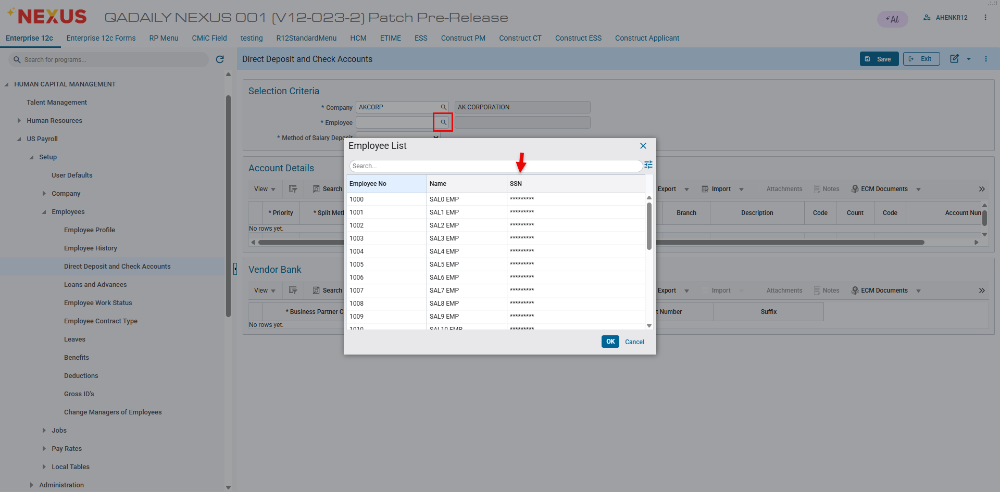 NEXUS
QADAILY NEXUS 001 (V12-023-2) Patch Pre-Release
AI
AHENKR12
Enterprise 12c
Enterprise 12c Forms
RP Menu
CMiC Field
testing
R12StandardMenu
HCM
ETIME
ESS
Construct PM
Construct CT
Construct ESS
Construct Applicant
Search for programs...
HUMAN CAPITAL MANAGEMENT
Talent Management
Human Resources
US Payroll
Setup
User Defaults
Company
Employees
Employee Profile
Employee History
Direct Deposit and Check Accounts
Loans and Advances
Employee Work Status
Employee Contract Type
Leaves
Benefits
Deductions
Gross ID's
Change Managers of Employees
Jobs
Pay Rates
Local Tables
Administration
Direct Deposit and Check Accounts
Save
Exit
Selection Criteria
* Company AKCORP AK CORPORATION
* Employee
* Method of Salary Deposit
Account Details
View
Search
Export
Import
Attachments
Notes
ECM Documents
* Priority
Branch
Description
Code
Count
Code
* Split
Account
No rows yet.
Vendor Bank
View
Search
Export
Import
Attachments
Notes
ECM Documents
* Business Partner
Number
Suffix
No rows yet.
Employee List
Search...
Employee No Name SSN
1000 SAL0 EMP *********
1001 SAL1 EMP *********
1002 SAL2 EMP *********
1003 SAL3 EMP *********
1004 SAL4 EMP *********
1005 SAL5 EMP *********
1006 SAL6 EMP *********
1007 SAL7 EMP *********
1008 SAL8 EMP *********
1009 SAL9 EMP *********
1010 SAL10 EMP *********
OK
Cancel